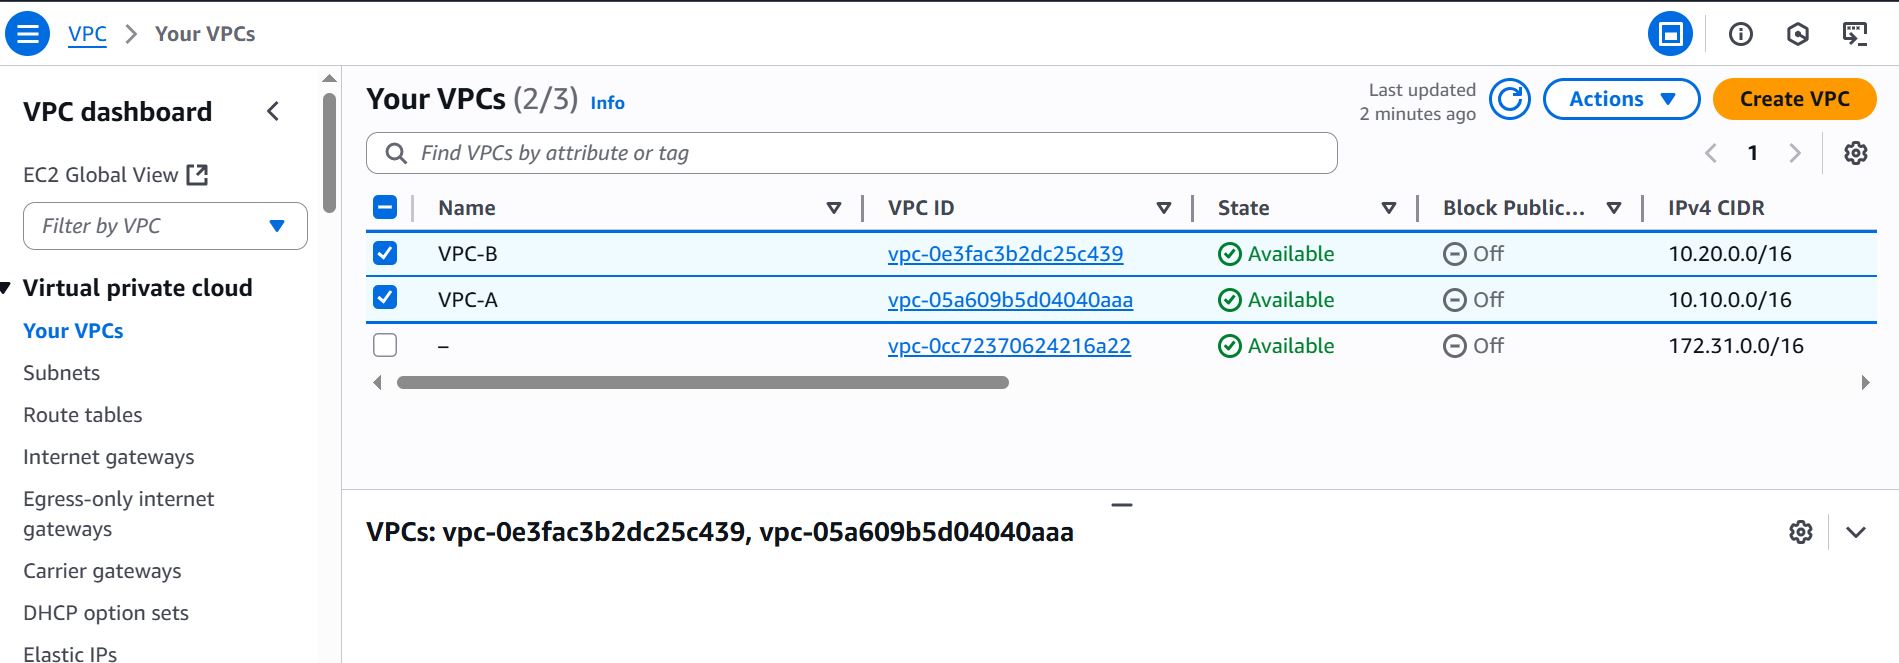 VPC > Your VPCs
VPC dashboard
EC2 Global View
Filter by VPC
Virtual private cloud
Your VPCs
Subnets
Route tables
Internet gateways
Egress-only internet
gateways
Carrier gateways
DHCP option sets
Elastic IPs
Your VPCs (2/3) Info
Last updated
2 minutes ago
Actions
Create VPC
Find VPCs by attribute or tag
1
Name VPC ID State Block Public... IPv4 CIDR
VPC-B vpc-0e3fac3b2dc25c439 Available Off 10.20.0.0/16
VPC-A vpc-05a609b5d04040aaa Available Off 10.10.0.0/16
– vpc-0cc72370624216a22 Available Off 172.31.0.0/16
VPCs: vpc-0e3fac3b2dc25c439, vpc-05a609b5d04040aaa